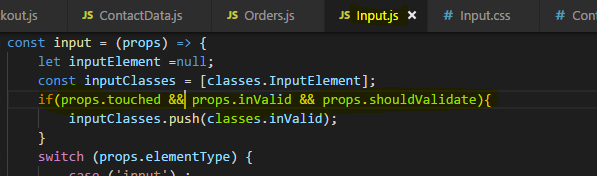 kout.js ContactData.js Orders.js JS Input.js × # Input.css # Cont
const input = (props) => {
let inputElement =null;
const inputClasses = [classes.InputElement];
if(props.touched && props.inValid && props.shouldValidate){
inputClasses.push(classes.inValid);
}
switch (props.elementType) {
case ('input') :